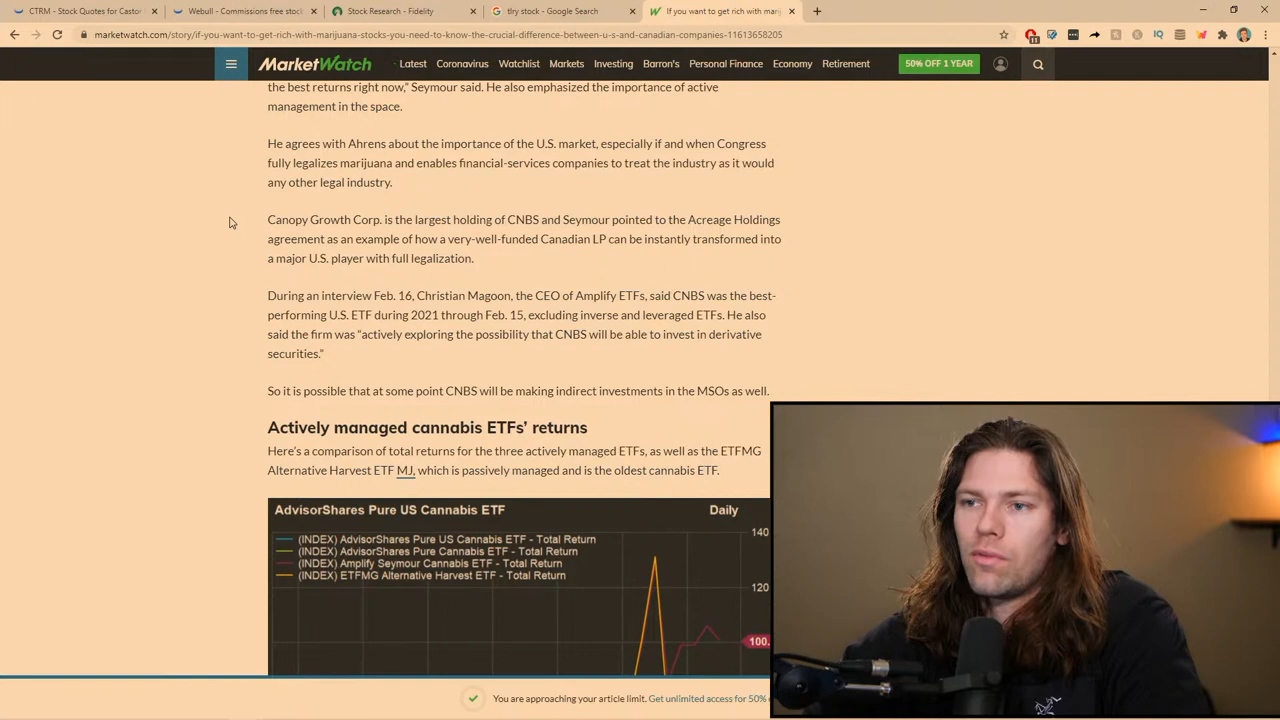 CTRM - Stock Quotes for Castor
Webull - Commissions free stock
Stock Research - Fidelity
tlry stock - Google Search
If you want to get rich with mari
marketwatch.com/story/if-you-want-to-get-rich-with-marijuana-stocks-you-need-to-know-the-crucial-difference-between-u-s-and-canadian-companies-11613658205
MarketWatch
Latest Coronavirus Watchlist Markets Investing Barron's Personal Finance Economy Retirement
50% OFF 1 YEAR
the best returns right now,” Seymour said. He also emphasized the importance of active
management in the space.
He agrees with Ahrens about the importance of the U.S. market, especially if and when Congress
fully legalizes marijuana and enables financial-services companies to treat the industry as it would
any other legal industry.
Canopy Growth Corp. is the largest holding of CNBS and Seymour pointed to the Acreage Holdings
agreement as an example of how a very-well-funded Canadian LP can be instantly transformed into
a major U.S. player with full legalization.
During an interview Feb. 16, Christian Magoon, the CEO of Amplify ETFs, said CNBS was the best-
performing U.S. ETF during 2021 through Feb. 15, excluding inverse and leveraged ETFs. He also
said the firm was “actively exploring the possibility that CNBS will be able to invest in derivative
securities.”
So it is possible that at some point CNBS will be making indirect investments in the MSOs as well.
Actively managed cannabis ETFs’ returns
Here’s a comparison of total returns for the three actively managed ETFs, as well as the ETFMG
Alternative Harvest ETF MJ, which is passively managed and is the oldest cannabis ETF.
AdvisorShares Pure US Cannabis ETF Daily
140
(INDEX) AdvisorShares Pure US Cannabis ETF - Total Return
(INDEX) AdvisorShares Pure Cannabis ETF - Total Return
(INDEX) Amplify Seymour Cannabis ETF - Total Return
(INDEX) ETFMG Alternative Harvest ETF - Total Return
120
100.
You are approaching your article limit. Get unlimited access for 50%